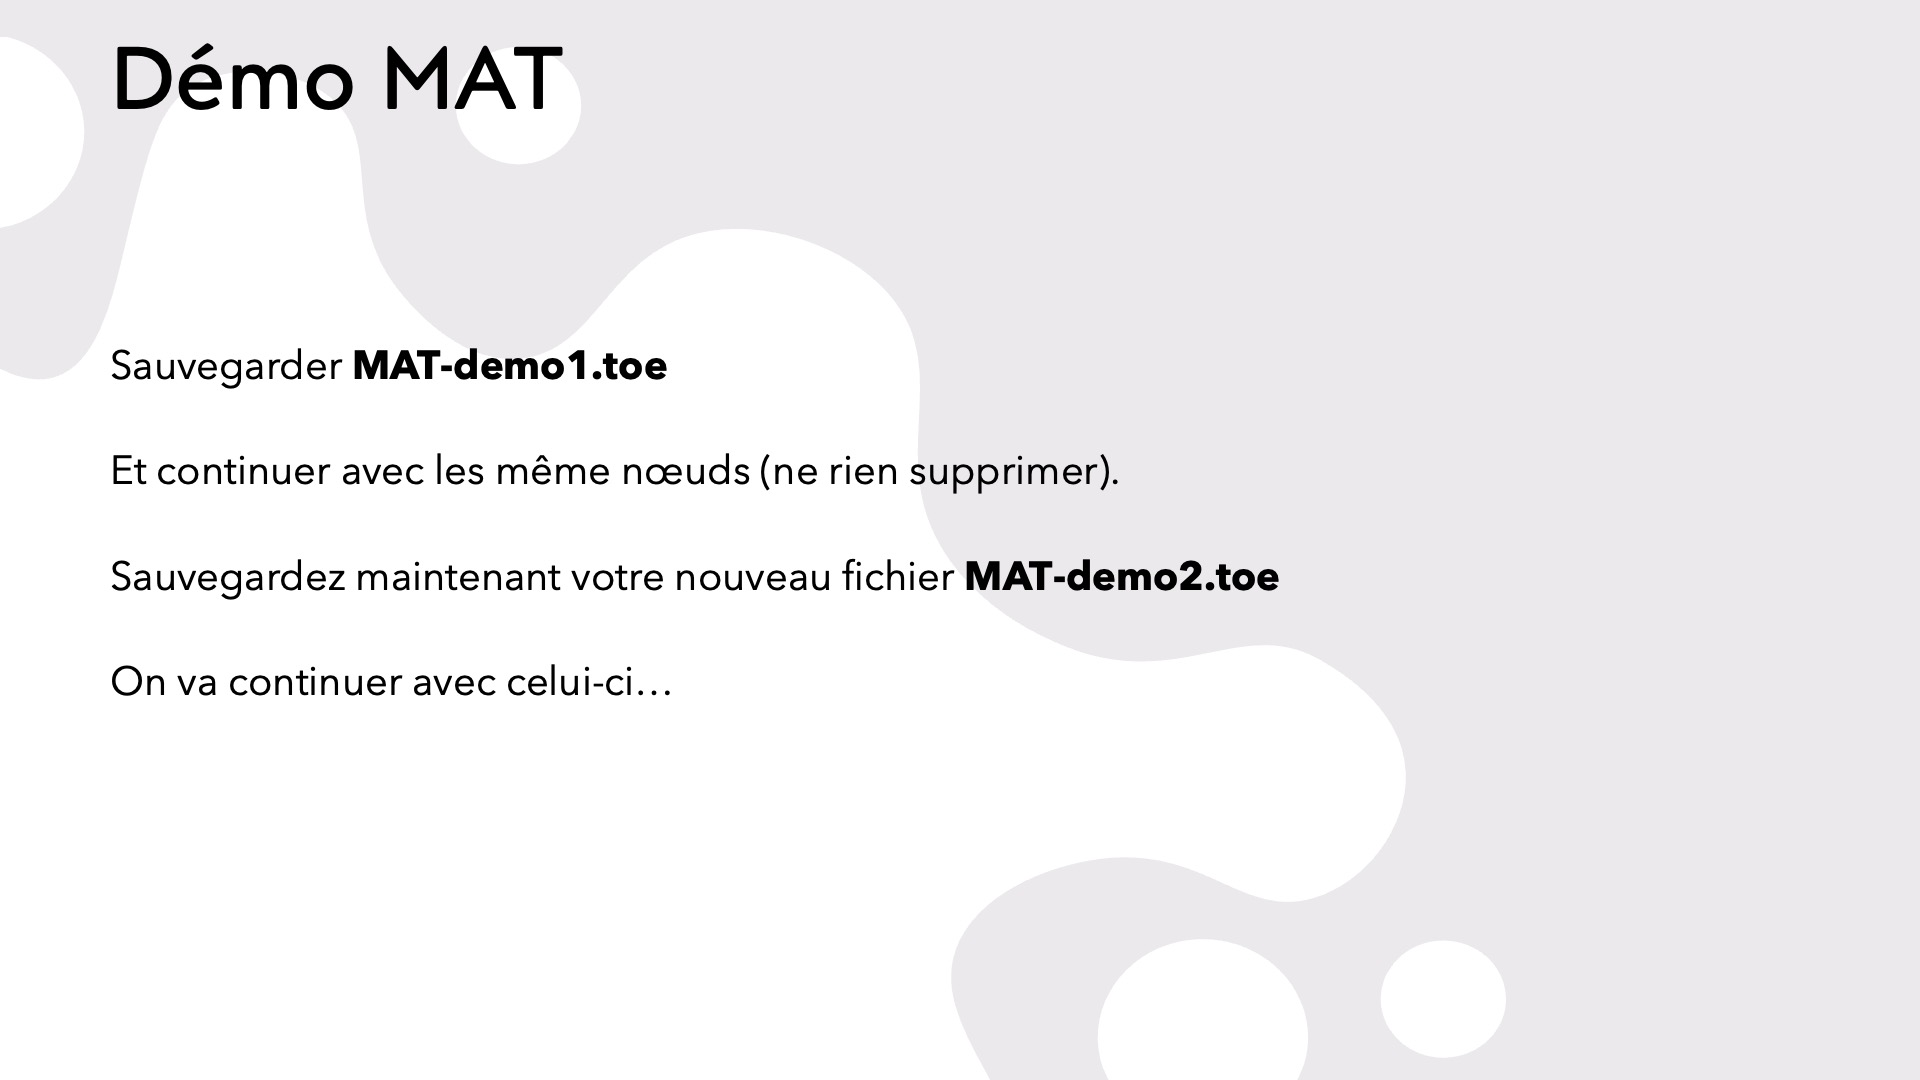 Démo MAT
Sauvegarder MAT-demo1.toe
Et continuer avec les même nœuds (ne rien supprimer).
Sauvegardez maintenant votre nouveau fichier MAT-demo2.toe
On va continuer avec celui-ci…